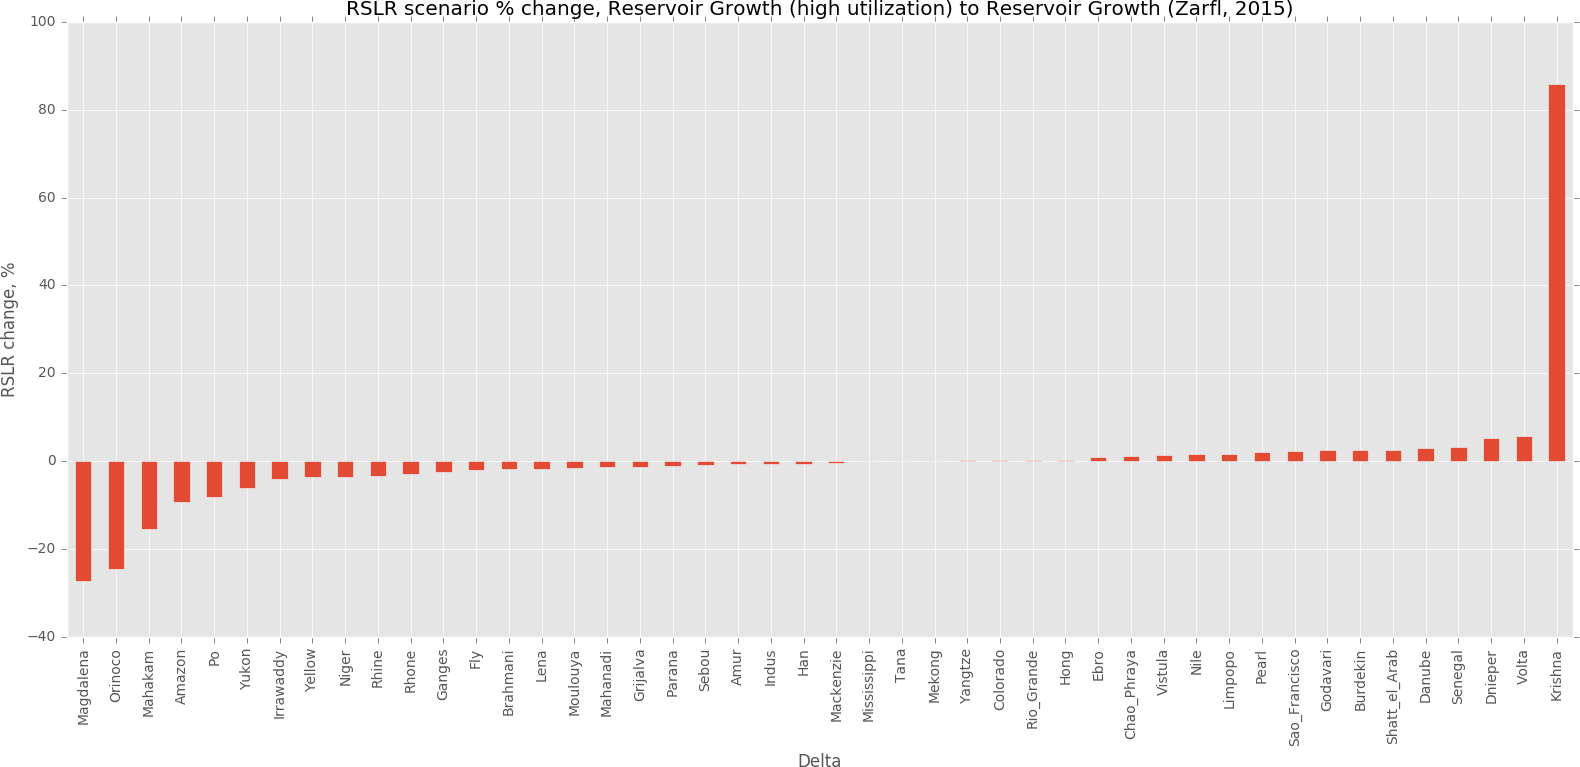 RSLR scenario % change, Reservoir Growth (high utilization) to Reservoir Growth (Zarfl, 2015)
100
80
60
40
20
0
−20
−40
RSLR change, %
Magdalena
Orinoco
Mahakam
Amazon
Po
Yukon
Irrawaddy
Yellow
Niger
Rhine
Rhone
Ganges
Fly
Brahmani
Lena
Moulouya
Mahanadi
Grijalva
Parana
Sebou
Amur
Indus
Han
Mackenzie
Mississippi
Tana
Mekong
Yangtze
Colorado
Rio_Grande
Hong
Ebro
Chao_Phraya
Vistula
Nile
Limpopo
Pearl
Sao_Francisco
Godavari
Burdekin
Shatt_el_Arab
Danube
Senegal
Dnieper
Volta
Krishna
Delta